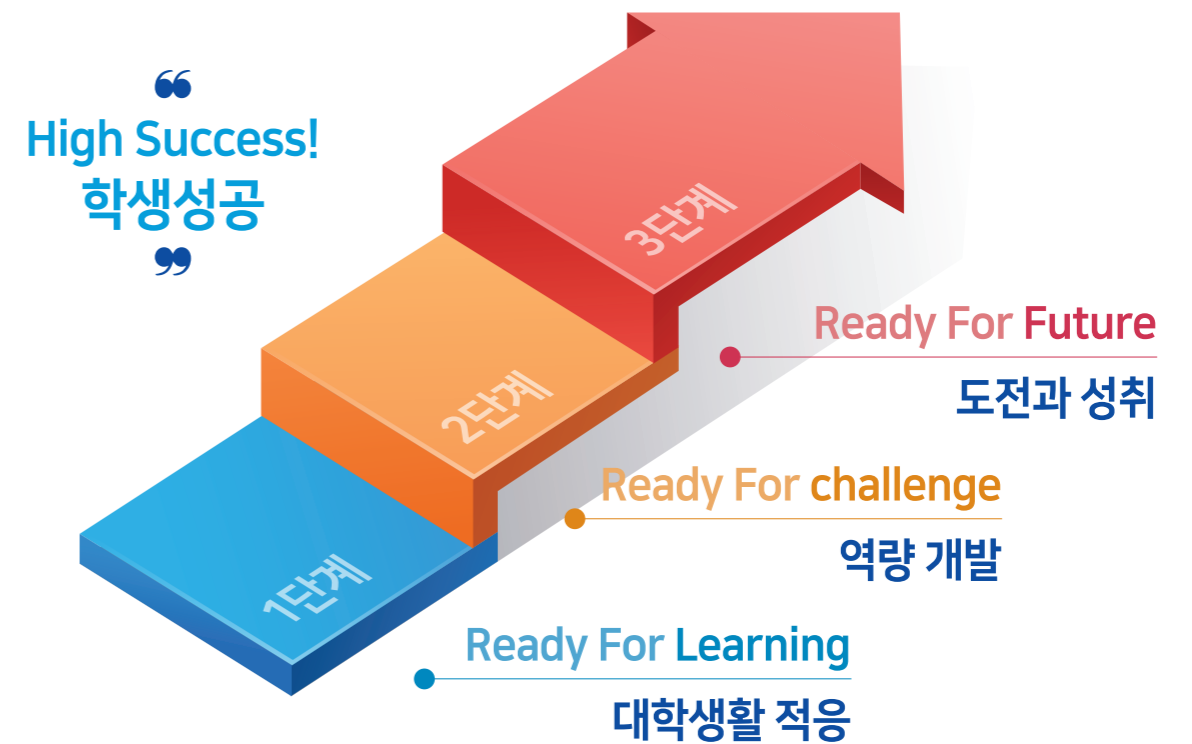 ❝
High Success!
학생성공
❞
3단계
Ready For Future
도전과 성취
2단계
Ready For challenge
역량 개발
1단계
Ready For Learning
대학생활 적응